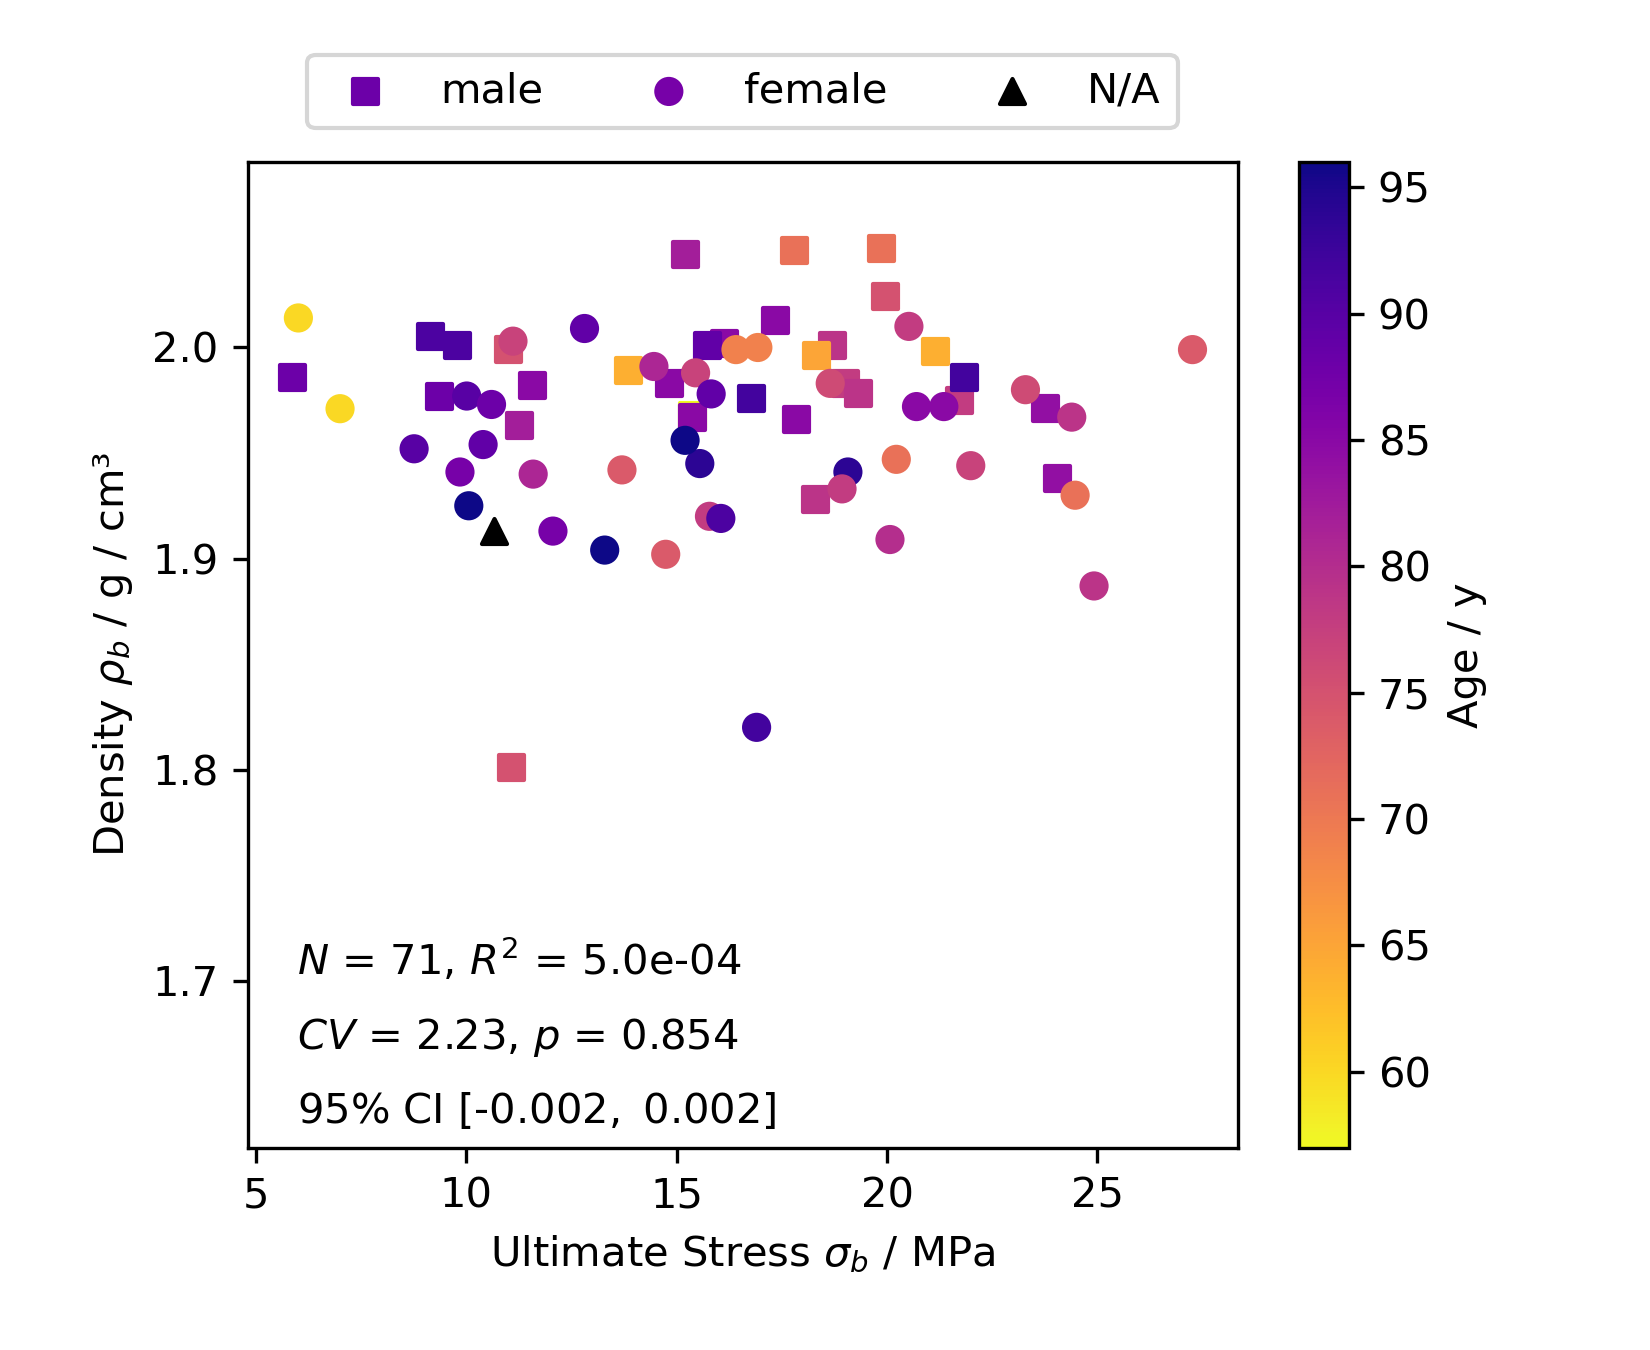 male female N/A
Density ρb / g / cm³
2.0
1.9
1.8
1.7
N = 71, R² = 5.0e-04
CV = 2.23, p = 0.854
95% CI [-0.002, 0.002]
5 10 15 20 25
Ultimate Stress σb / MPa
95
90
85
80
75
70
65
60
Age / y